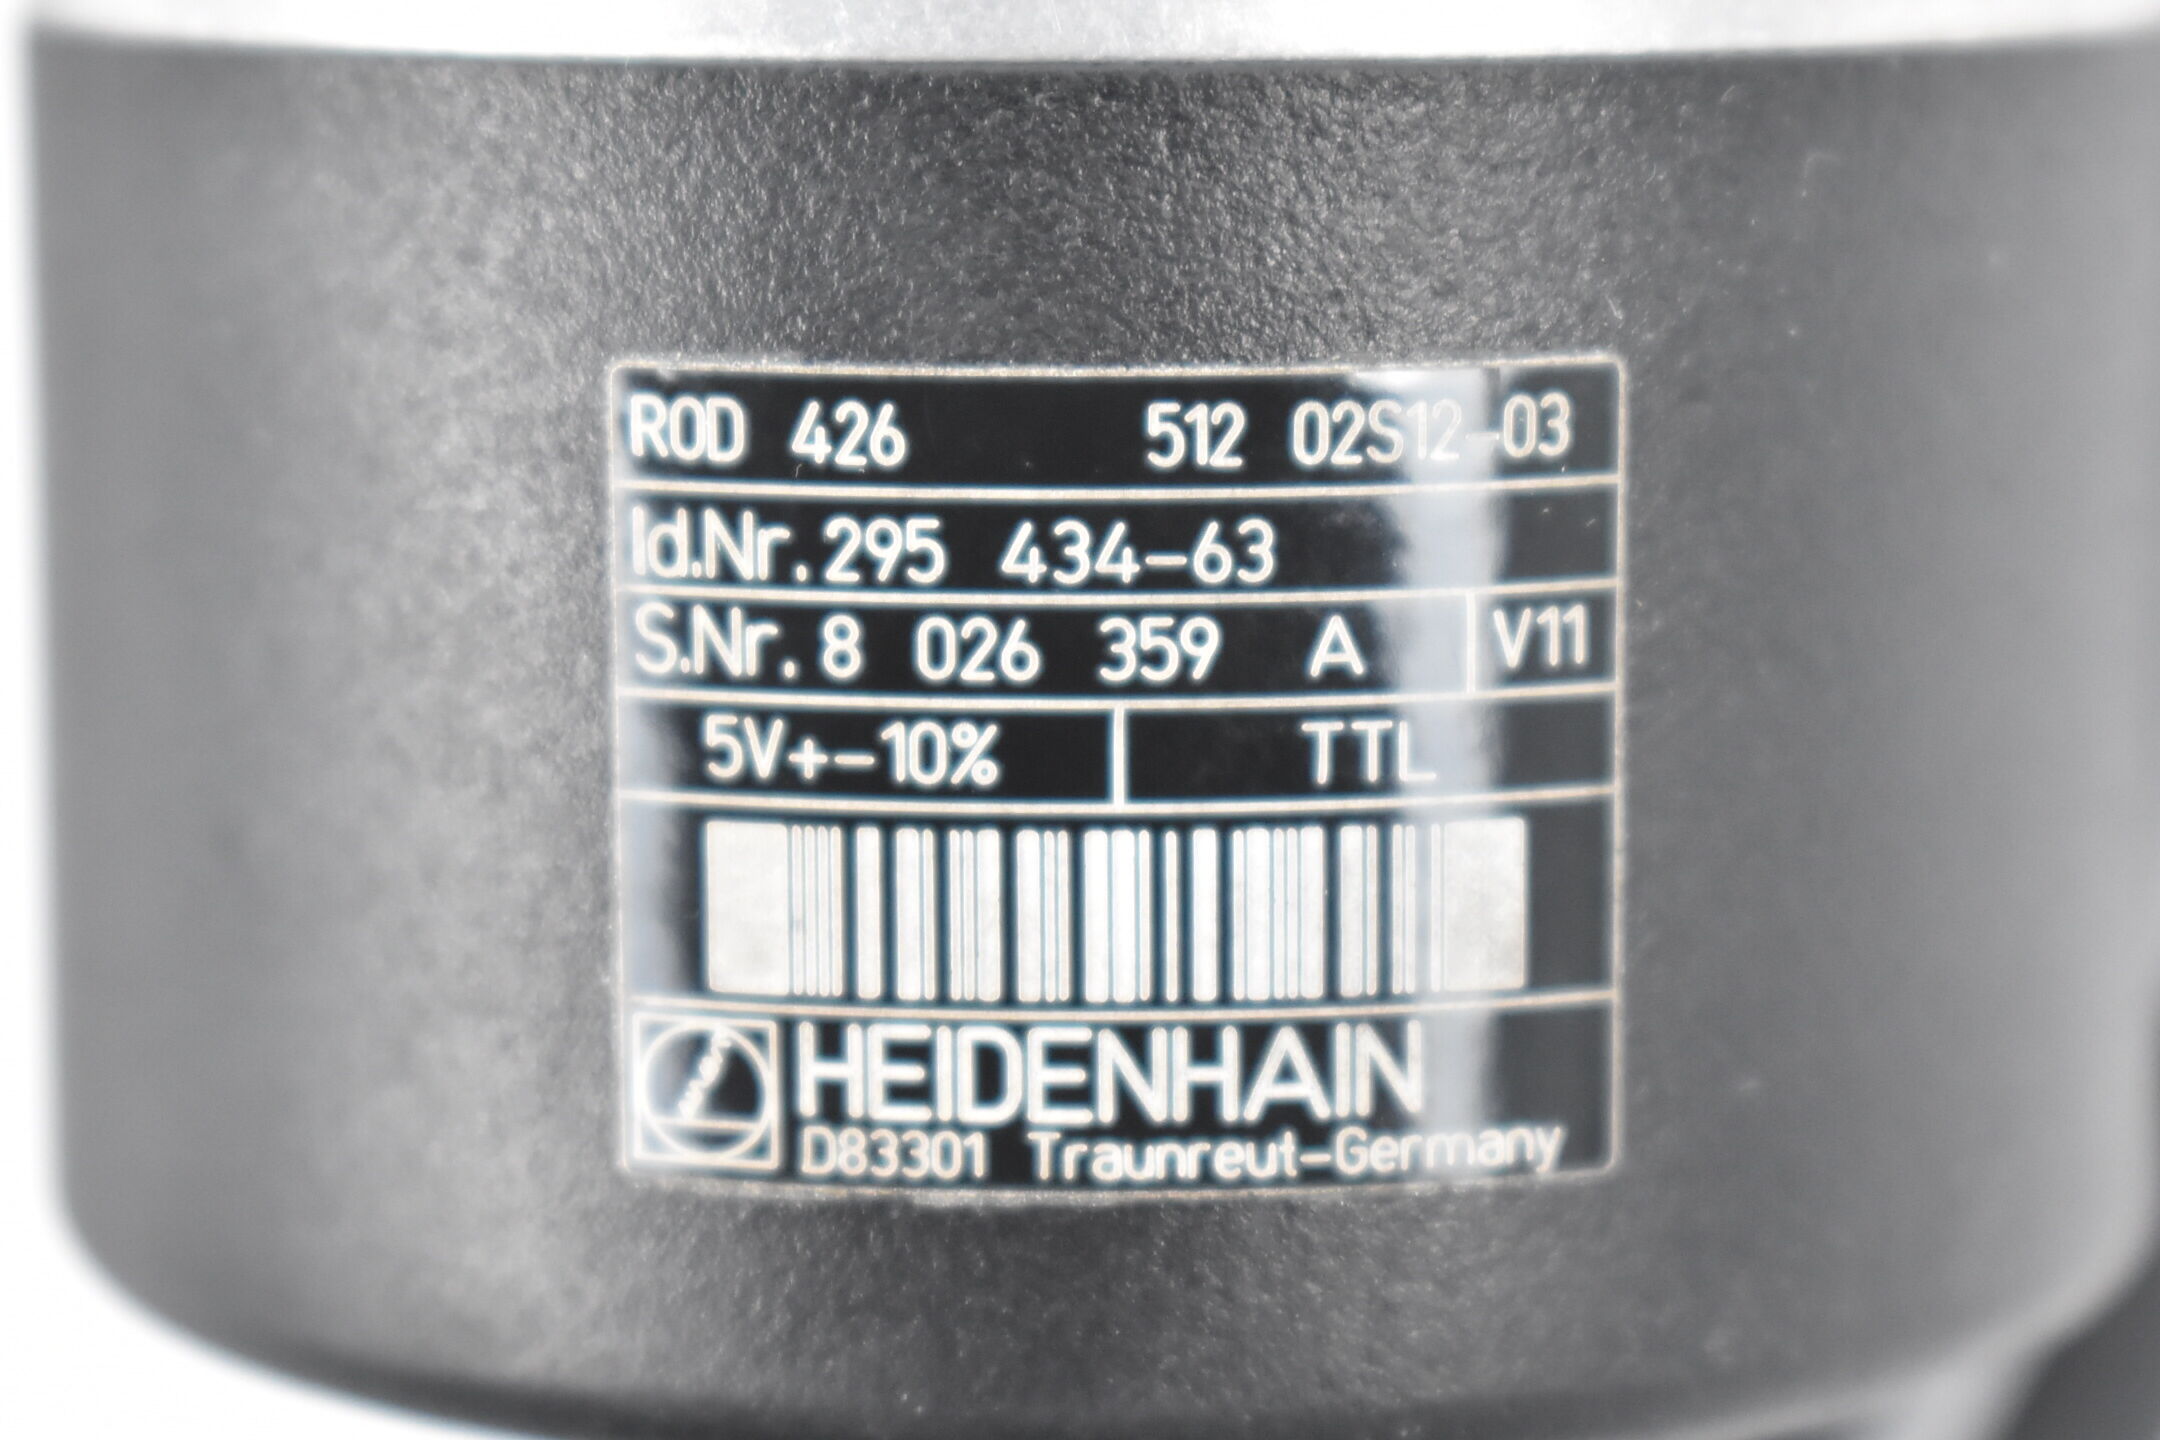 ROD 426 512 02S12-03
Id.Nr. 295 434-63
S.Nr. 8 026 359 A V11
5V+-10% TTL
HEIDENHAIN
D83301 Traunreut-Germany